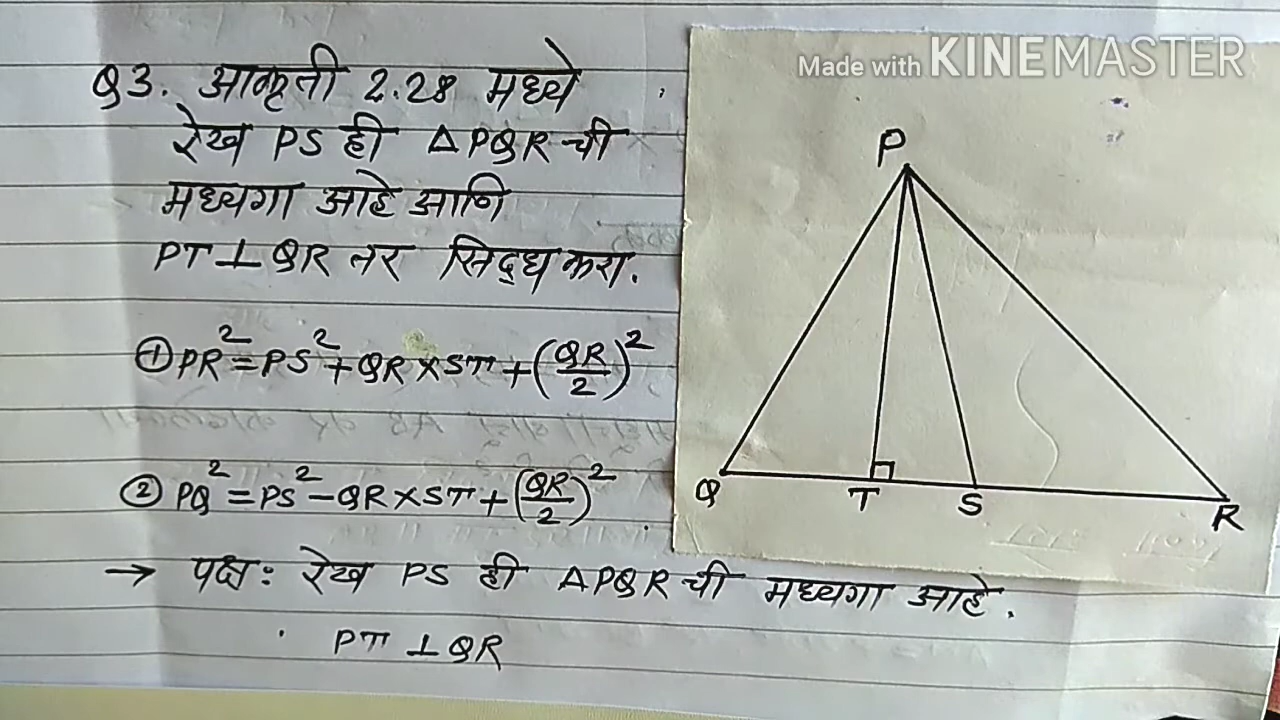 Made with KINEMASTER
Q3. आकृती 2.28 मध्ये
रेख PS ही △PQR ची
मध्यगा आहे आणि
PT⊥QR तर सिद्ध करा.
① PR² = PS² + QR × ST + (QR/2)²
② PQ² = PS² - QR × ST + (QR/2)²
→ पक्ष: रेख PS ही △PQR ची मध्यगा आहे.
PT ⊥ QR
P
Q T S R